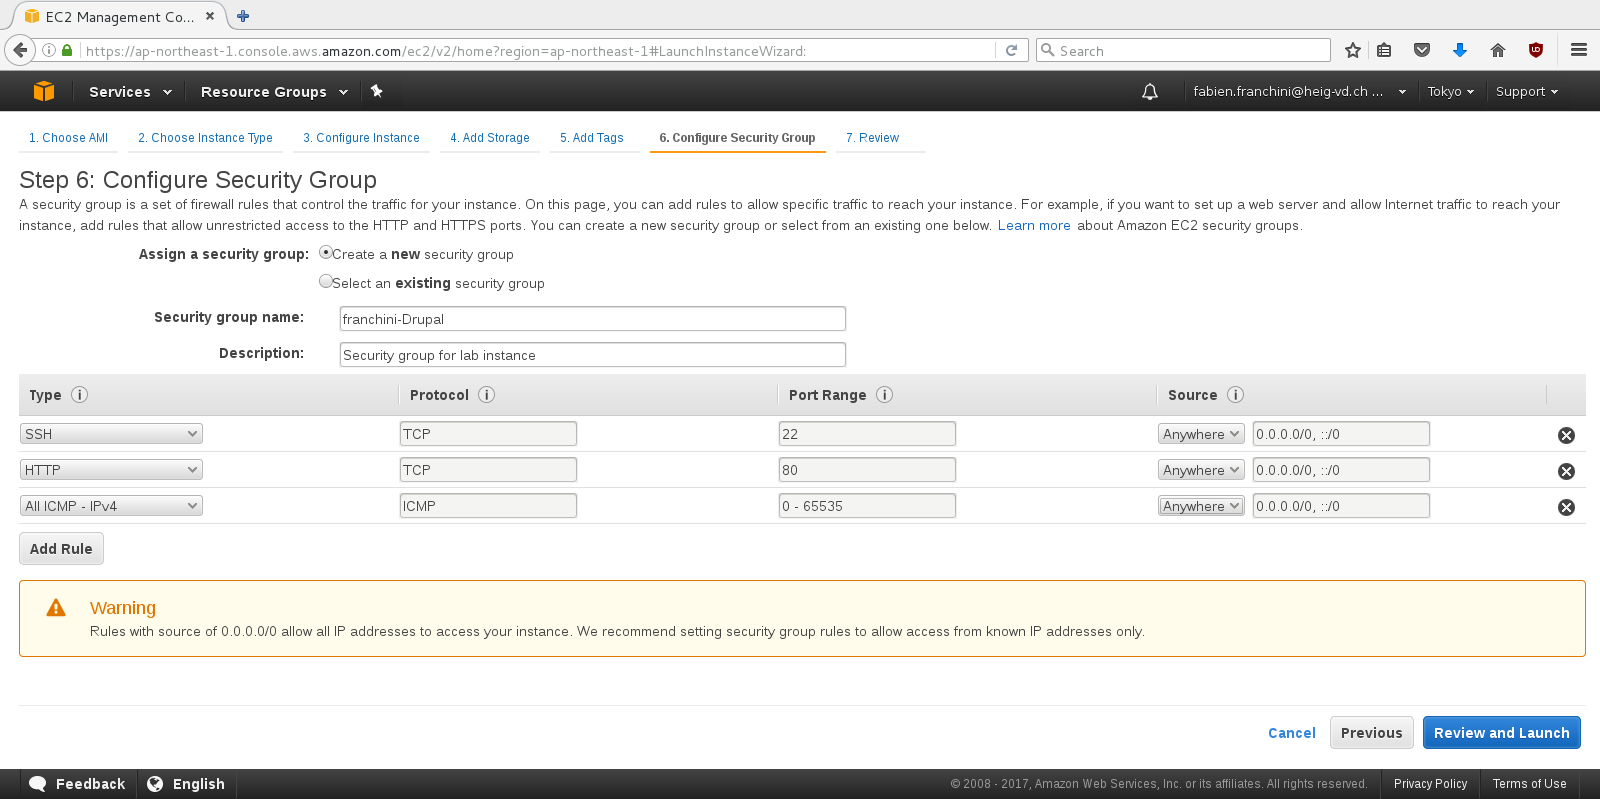 EC2 Management Co...
https://ap-northeast-1.console.aws.amazon.com/ec2/v2/home?region=ap-northeast-1#LaunchInstanceWizard:
Search
Services
Resource Groups
fabien.franchini@heig-vd.ch ...
Tokyo
Support
1. Choose AMI
2. Choose Instance Type
3. Configure Instance
4. Add Storage
5. Add Tags
6. Configure Security Group
7. Review
Step 6: Configure Security Group
A security group is a set of firewall rules that control the traffic for your instance. On this page, you can add rules to allow specific traffic to reach your instance. For example, if you want to set up a web server and allow Internet traffic to reach your
instance, add rules that allow unrestricted access to the HTTP and HTTPS ports. You can create a new security group or select from an existing one below. Learn more about Amazon EC2 security groups.
Assign a security group: Create a new security group
Select an existing security group
Security group name: franchini-Drupal
Description: Security group for lab instance
Type Protocol Port Range Source
SSH TCP 22 Anywhere 0.0.0.0/0, ::/0
HTTP TCP 80 Anywhere 0.0.0.0/0, ::/0
All ICMP - IPv4 ICMP 0 - 65535 Anywhere 0.0.0.0/0, ::/0
Add Rule
Warning
Rules with source of 0.0.0.0/0 allow all IP addresses to access your instance. We recommend setting security group rules to allow access from known IP addresses only.
Cancel Previous Review and Launch
Feedback English © 2008 - 2017, Amazon Web Services, Inc. or its affiliates. All rights reserved. Privacy Policy Terms of Use